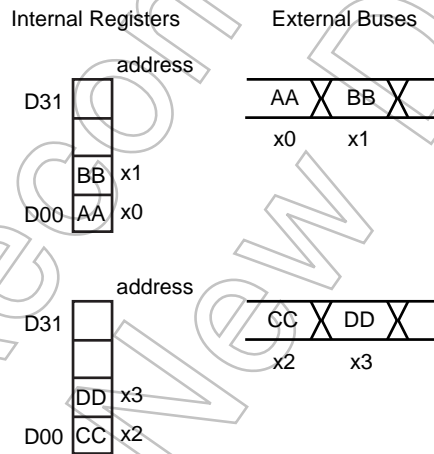 Internal Registers External Buses
address
D31 AA BB
x0 x1
BB x1
D00 AA x0
address
D31 CC DD
x2 x3
DD x3
D00 CC x2